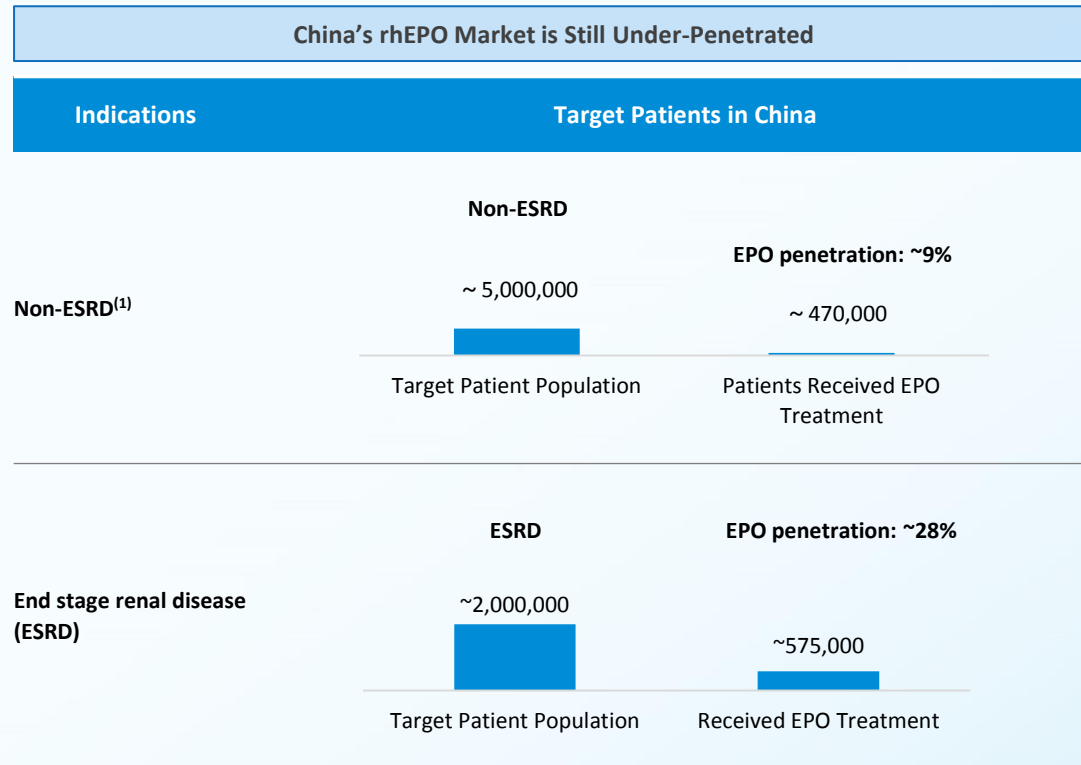 China's rhEPO Market is Still Under-Penetrated
Indications
Target Patients in China
Non-ESRD
EPO penetration: ~9%
Non-ESRD(1)
~ 5,000,000
~ 470,000
Target Patient Population
Patients Received EPO
Treatment
ESRD
EPO penetration: ~28%
End stage renal disease
(ESRD)
~2,000,000
~575,000
Target Patient Population
Received EPO Treatment